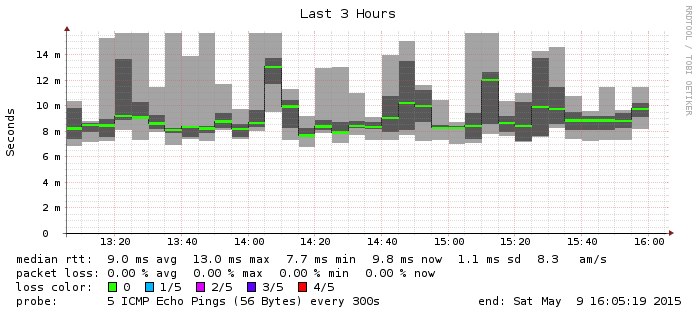 Last 3 Hours
RRDTOOL / TOBI OETIKER
Seconds
14 m
12 m
10 m
8 m
6 m
4 m
2 m
0
13:20 13:40 14:00 14:20 14:40 15:00 15:20 15:40 16:00
median rtt: 9.0 ms avg 13.0 ms max 7.7 ms min 9.8 ms now 1.1 ms sd 8.3 am/s
packet loss: 0.00 % avg 0.00 % max 0.00 % min 0.00 % now
loss color: 0 1/5 2/5 3/5 4/5
probe: 5 ICMP Echo Pings (56 Bytes) every 300s end: Sat May 9 16:05:19 2015